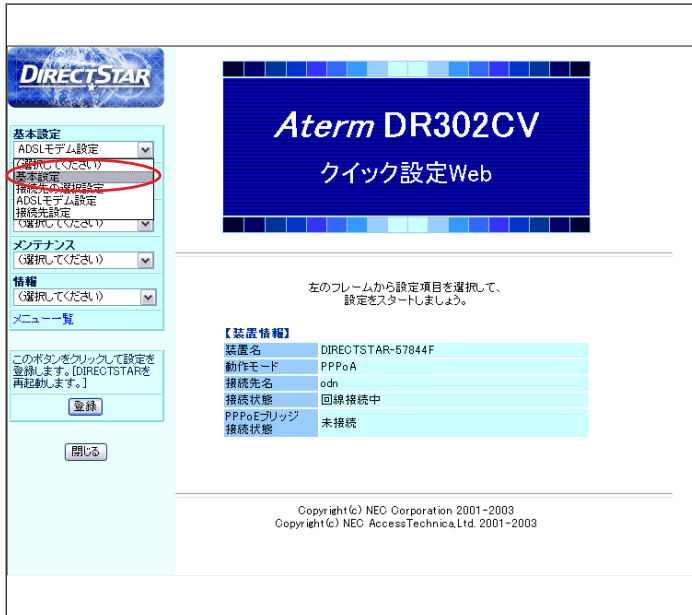 DIRECTSTAR
基本設定
ADSLモデム設定
(選択してください)
基本設定
接続先の選択設定
ADSLモデム設定
接続先設定
(選択してください)
メンテナンス
(選択してください)
情報
(選択してください)
メニュー一覧
このボタンをクリックして設定を
登録します。[DIRECTSTARを
再起動します。]
登録
閉じる
Aterm DR302CV
クイック設定Web
左のフレームから設定項目を選択して、
設定をスタートしましょう。
【装置情報】
装置名 DIRECTSTAR-57844F
動作モード PPPoA
接続先名 odn
接続状態 回線接続中
PPPoEブリッジ
接続状態 未接続
Copyright(c) NEC Corporation 2001-2003
Copyright(c) NEC AccessTechnica,Ltd. 2001-2003